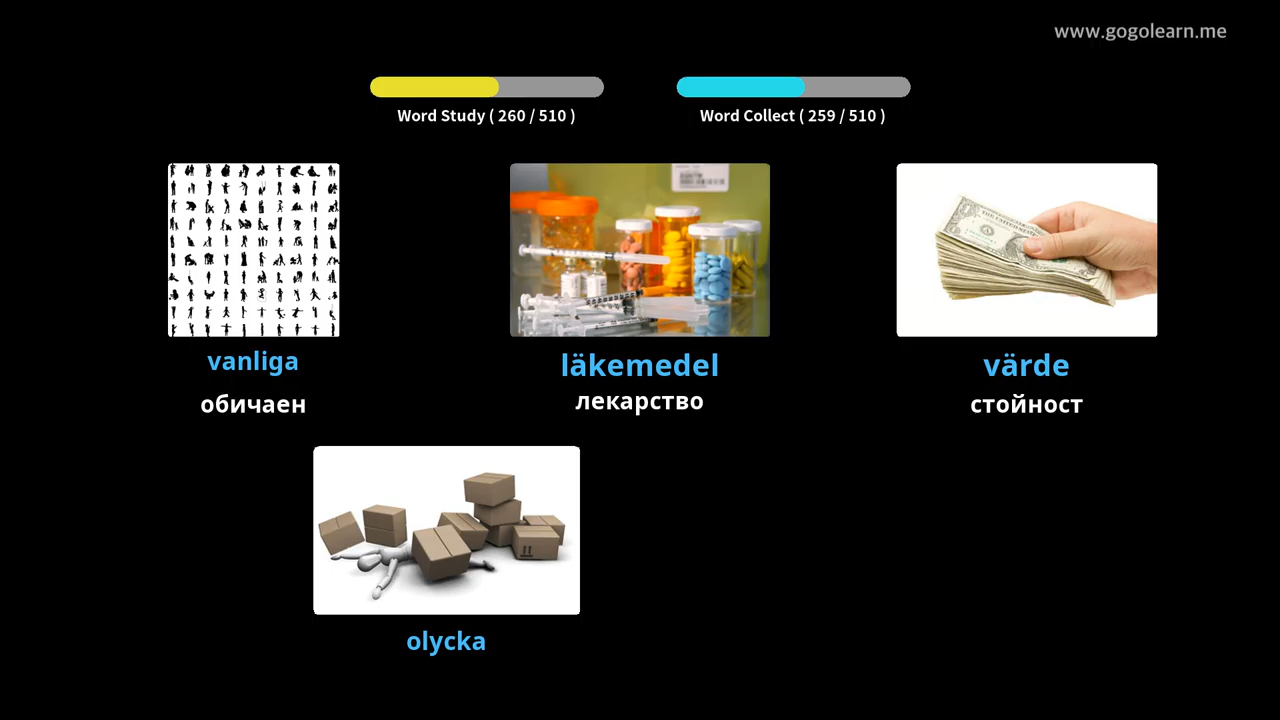 www.gogolearn.me
Word Study ( 260 / 510 )
Word Collect ( 259 / 510 )
vanliga
обичаен
läkemedel
лекарство
värde
стойност
olycka